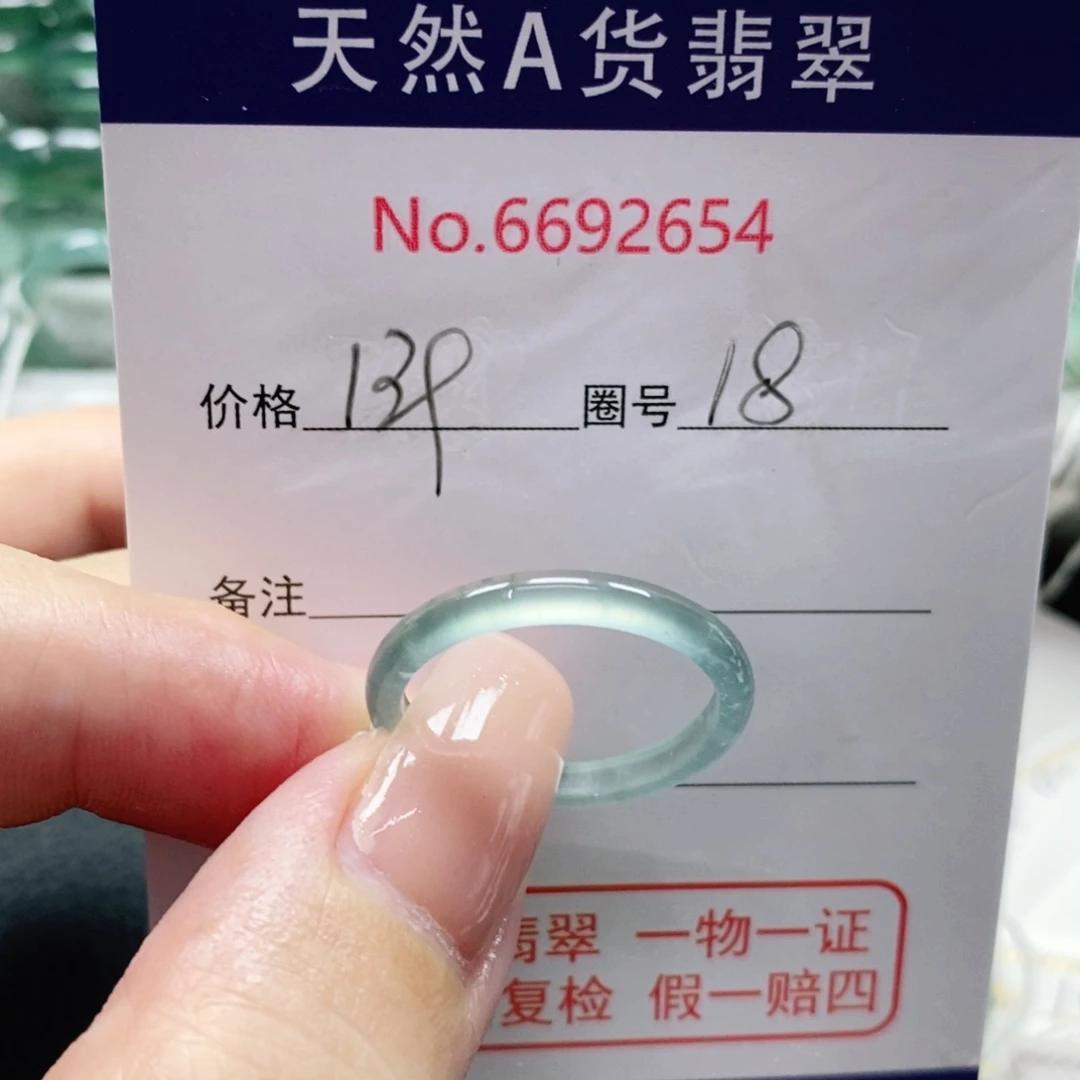 天然A货翡翠
No.6692654
价格 139 圈号 18
备注
翡翠 一物一证
复检 假一赔四